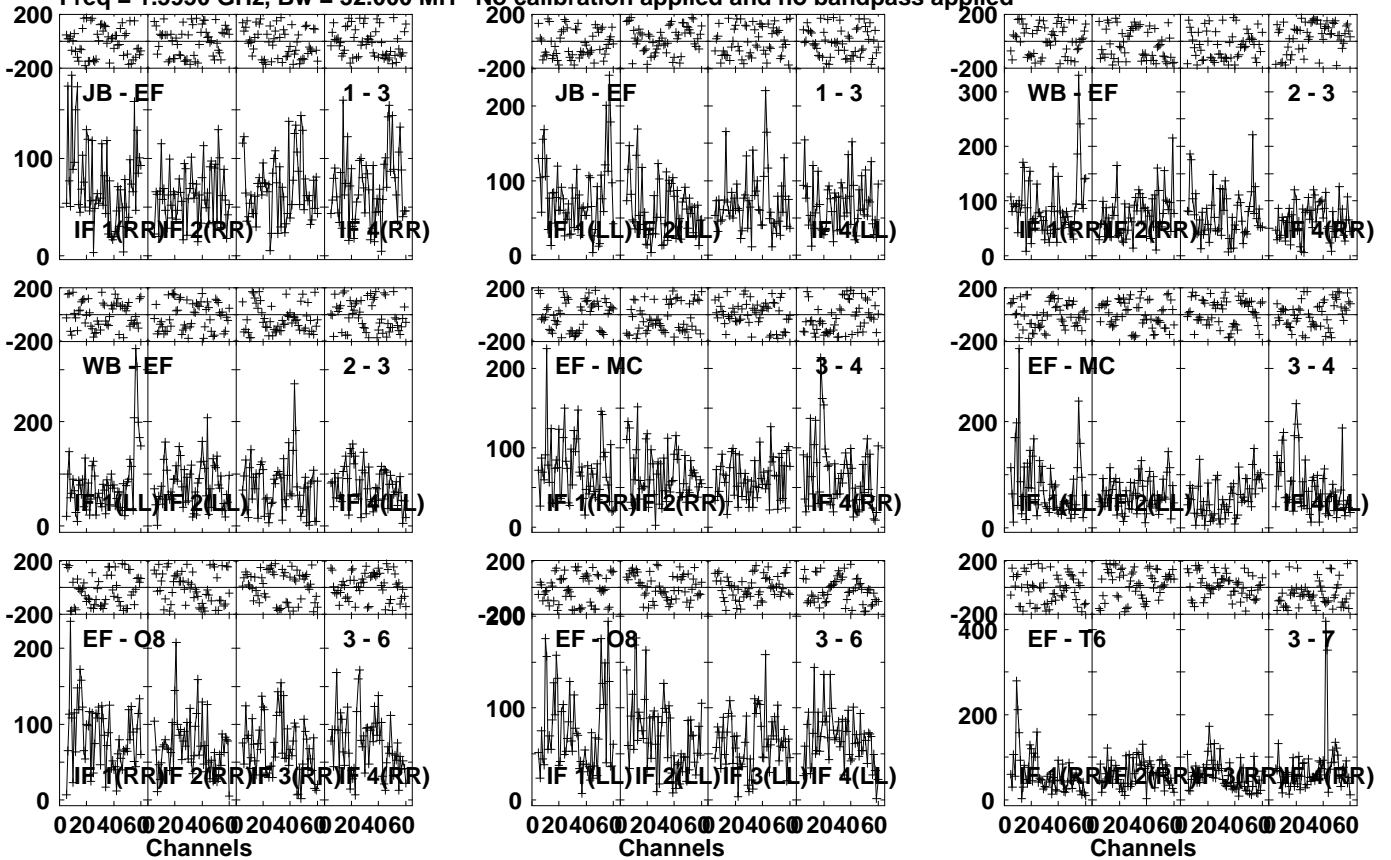 Freq = 1.5950 GHz, Bw = 32.000 MH No calibration applied and no bandpass applied
200
-200
JB - EF 1 - 3
100
0
IF 1(RR) IF 2(RR) IF 4(RR)
200
-200
JB - EF 1 - 3
200
100
0
IF 1(LL) IF 2(LL) IF 4(LL)
200
-200
WB - EF 2 - 3
300
200
100
0
IF 1(RR) IF 2(RR) IF 4(RR)
200
-200
WB - EF 2 - 3
200
0
IF 1(LL) IF 2(LL) IF 4(LL)
200
-200
EF - MC 3 - 4
200
100
0
IF 1(RR) IF 2(RR) IF 4(RR)
200
-200
EF - MC 3 - 4
200
0
IF 1(LL) IF 2(LL) IF 4(LL)
200
-200
EF - O8 3 - 6
200
100
0
IF 1(RR) IF 2(RR) IF 3(RR) IF 4(RR)
0 20 40 60 0 20 40 60 0 20 40 60 0 20 40 60
Channels
200
-200
EF - O8 3 - 6
200
100
0
IF 1(LL) IF 2(LL) IF 3(LL) IF 4(LL)
0 20 40 60 0 20 40 60 0 20 40 60 0 20 40 60
Channels
200
-200
EF - T6 3 - 7
400
200
0
IF 1(RR) IF 2(RR) IF 3(RR) IF 4(RR)
0 20 40 60 0 20 40 60 0 20 40 60 0 20 40 60
Channels